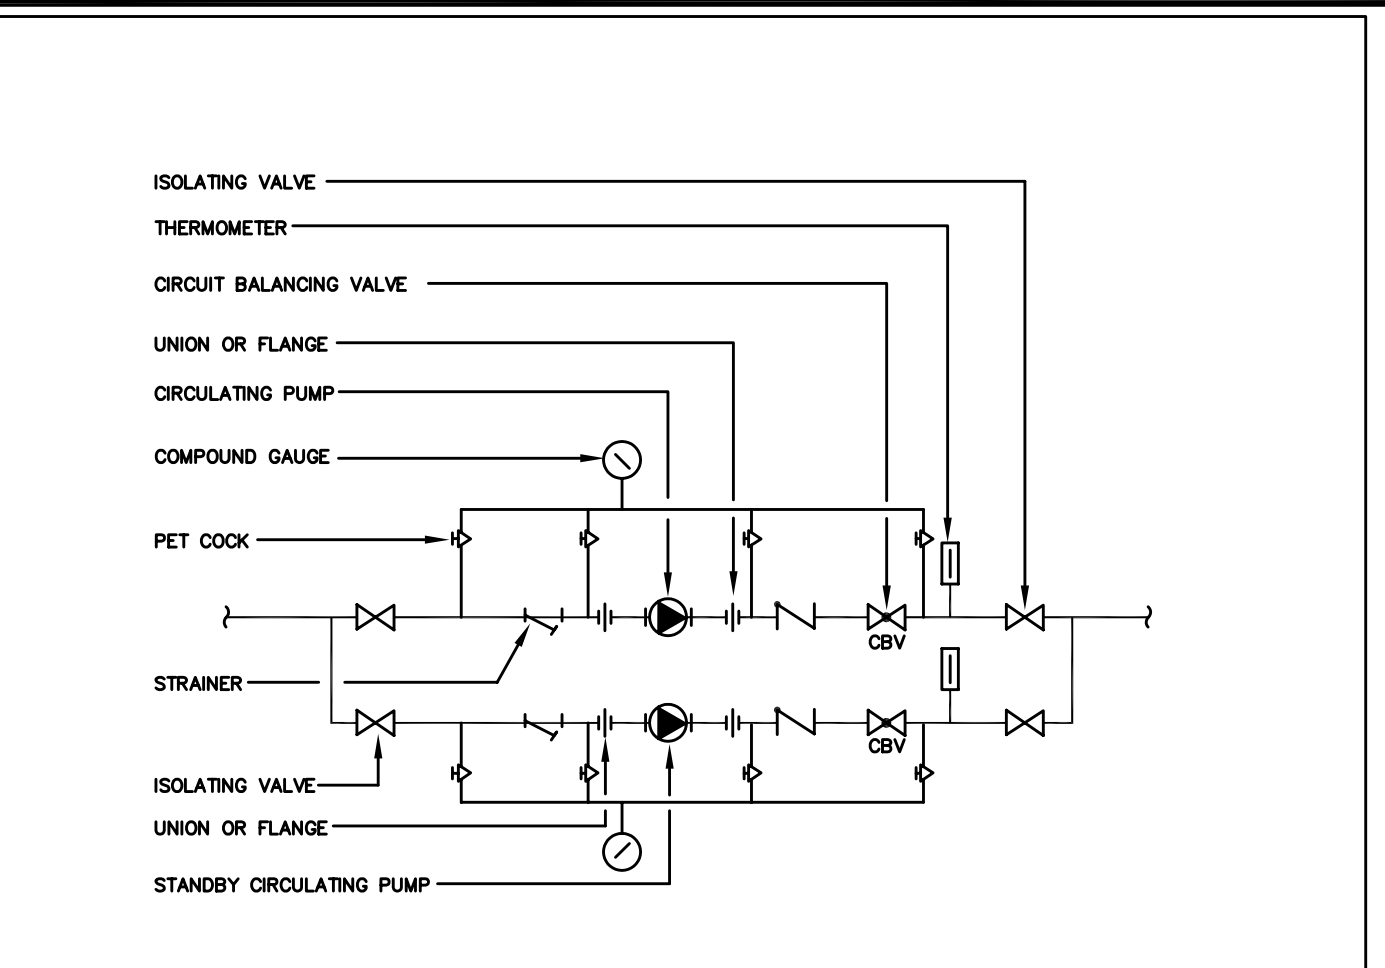 ISOLATING VALVE
THERMOMETER
CIRCUIT BALANCING VALVE
UNION OR FLANGE
CIRCULATING PUMP
COMPOUND GAUGE
PET COCK
CBV
STRAINER
CBV
ISOLATING VALVE
UNION OR FLANGE
STANDBY CIRCULATING PUMP